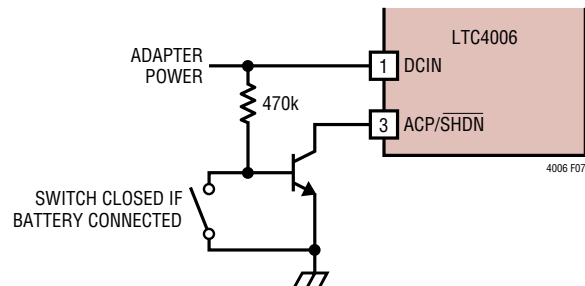 LTC4006
ADAPTER
POWER
1 DCIN
470k
3 ACP/SHDN
4006 F07
SWITCH CLOSED IF
BATTERY CONNECTED